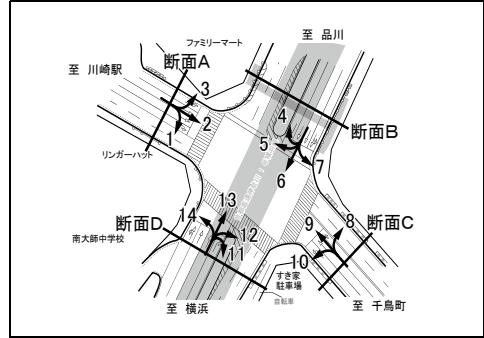 ファミリーマート
至 品川
断面A
至 川崎駅
3
2
1
リンガーハット
4
断面B
5
6
7
13
14
断面D
12
11
南大師中学校
9
8
断面C
10
すき家
駐車場
自転車
至 横浜
至 千鳥町